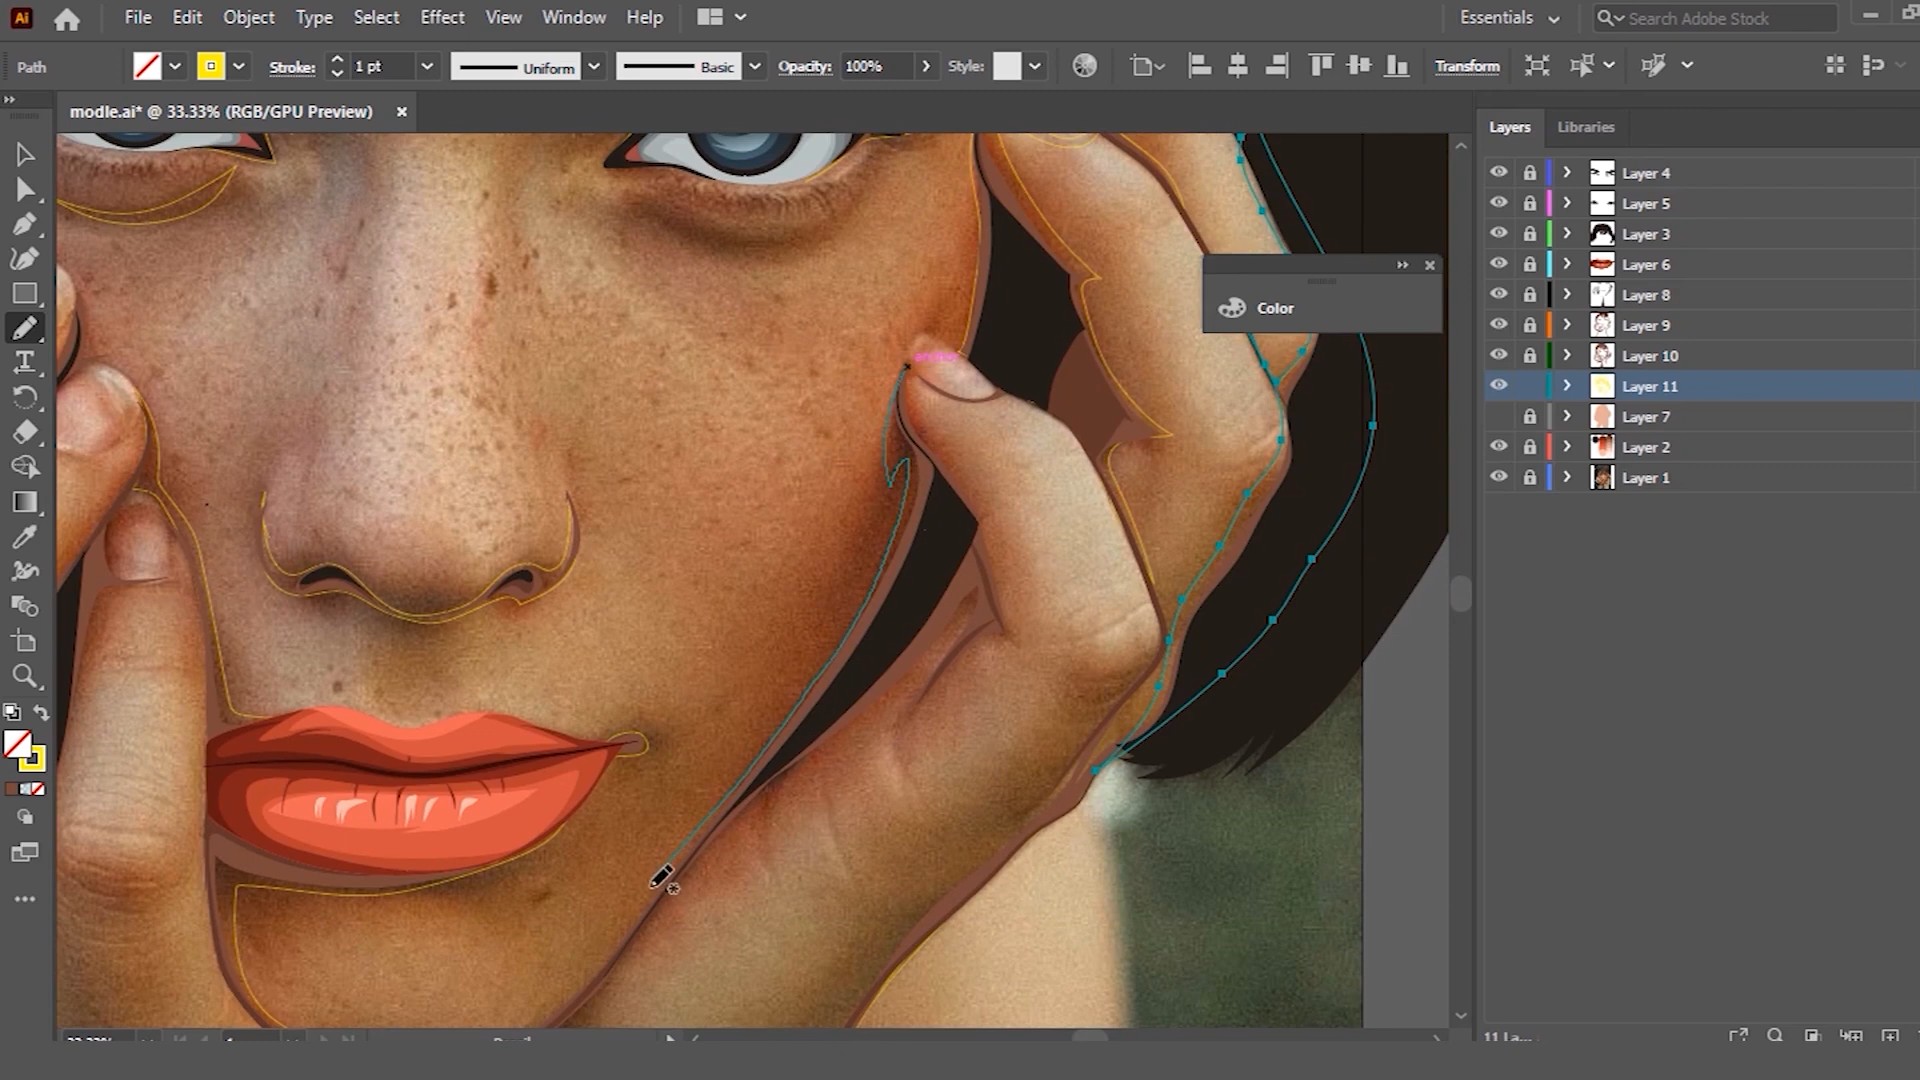 Ai File Edit Object Type Select Effect View Window Help Essentials Search Adobe Stock
Path Stroke: 1 pt Uniform Basic Opacity: 100% Style: Transform
modle.ai* @ 33.33% (RGB/GPU Preview)
Layers Libraries
Layer 4
Layer 5
Layer 3
Layer 6
Layer 8
Layer 9
Layer 10
Layer 11
Layer 7
Layer 2
Layer 1
Color